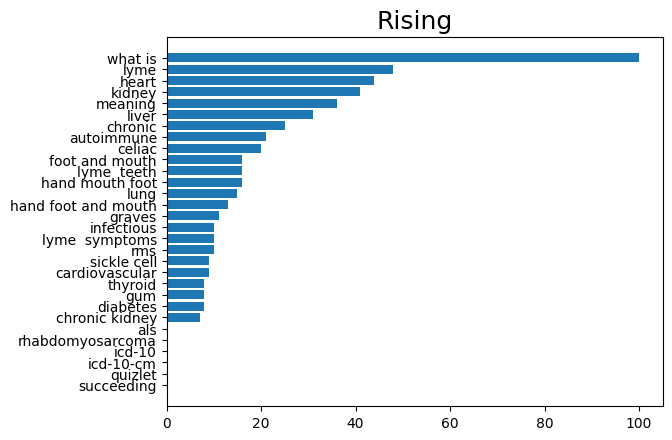 Rising
what is
lyme
heart
kidney
meaning
liver
chronic
autoimmune
celiac
foot and mouth
lyme  teeth
hand mouth foot
lung
hand foot and mouth
graves
infectious
lyme  symptoms
rms
sickle cell
cardiovascular
thyroid
gum
diabetes
chronic kidney
als
rhabdomyosarcoma
icd-10
icd-10-cm
quizlet
succeeding
0 20 40 60 80 100